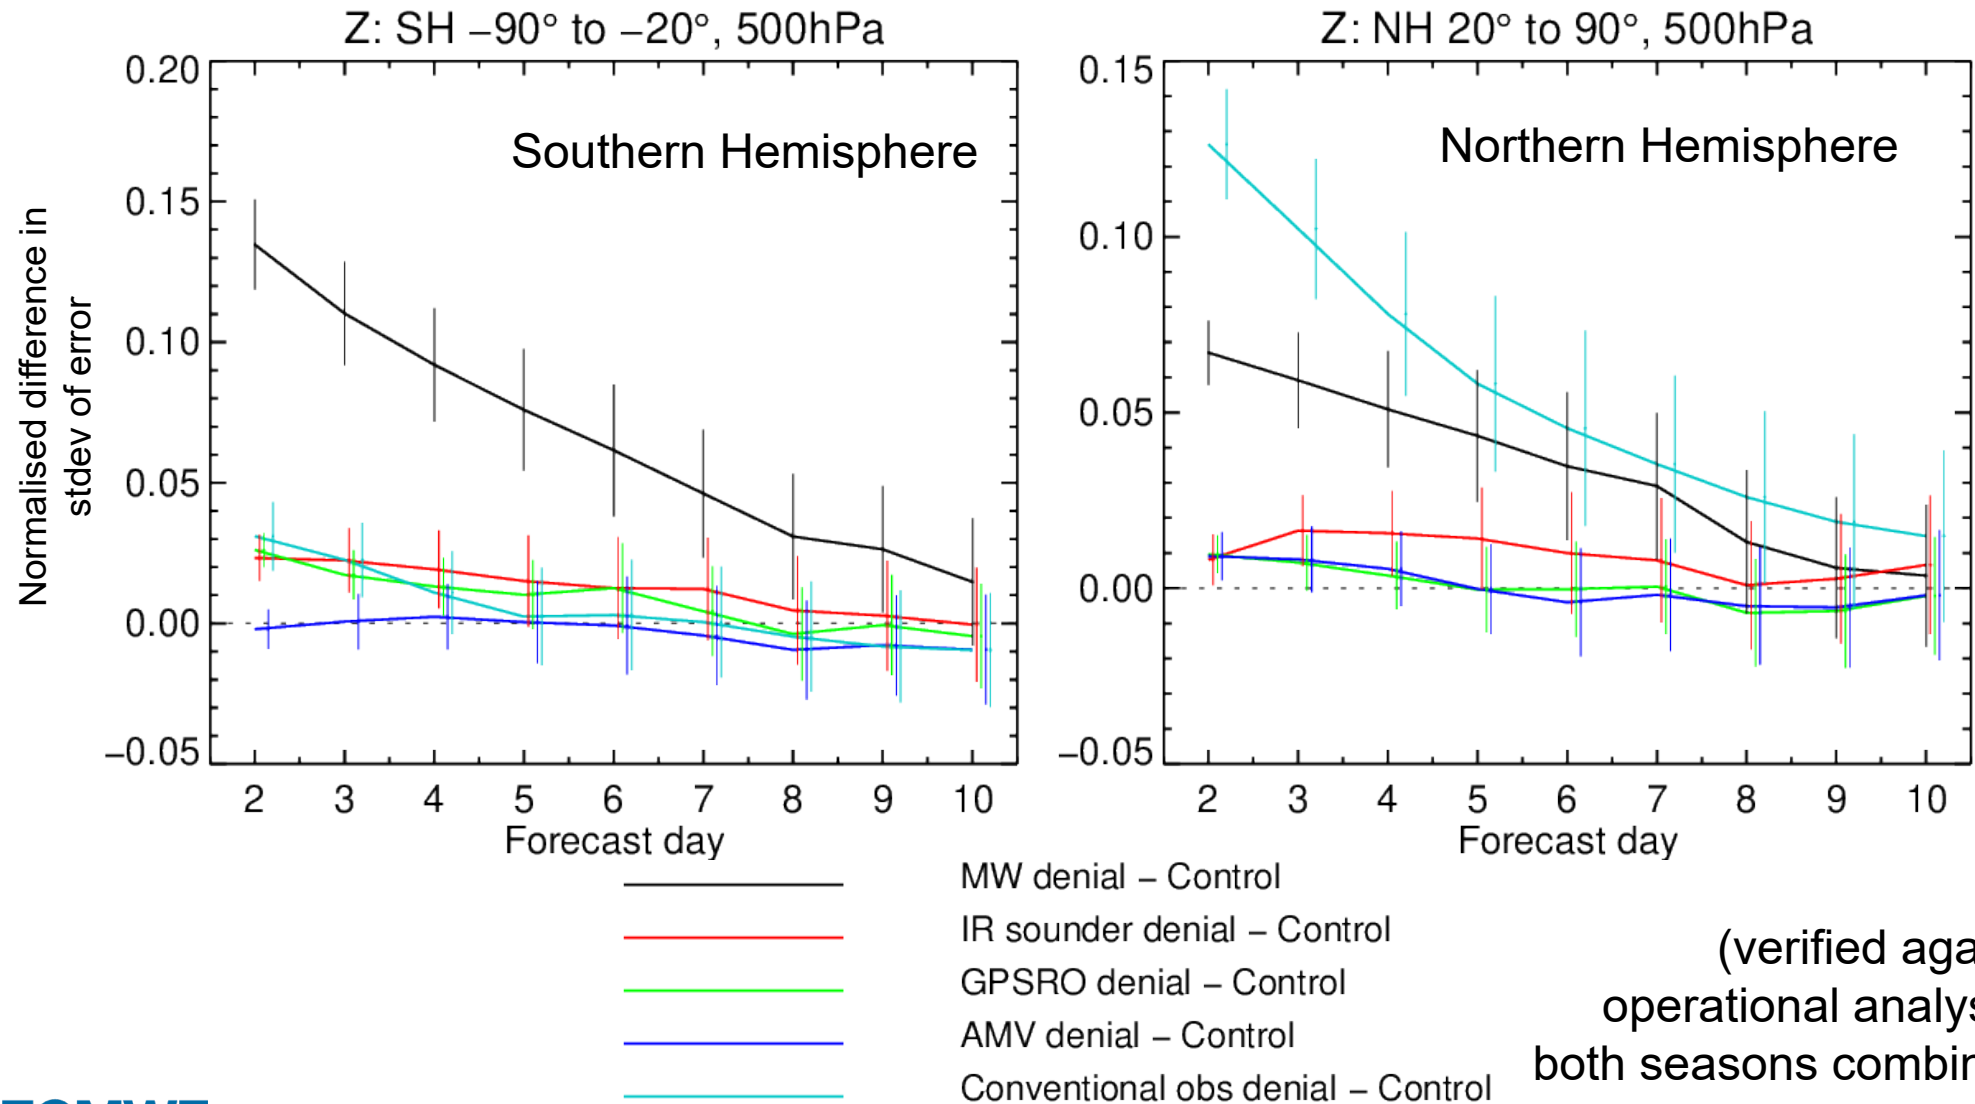 Z: SH −90° to −20°, 500hPa
Southern Hemisphere
Normalised difference in
stdev of error
0.20
0.15
0.10
0.05
0.00
−0.05
2 3 4 5 6 7 8 9 10
Forecast day
Z: NH 20° to 90°, 500hPa
Northern Hemisphere
0.15
0.10
0.05
0.00
−0.05
2 3 4 5 6 7 8 9 10
Forecast day
MW denial − Control
IR sounder denial − Control
GPSRO denial − Control
AMV denial − Control
Conventional obs denial − Control
(verified
operational
both seasons